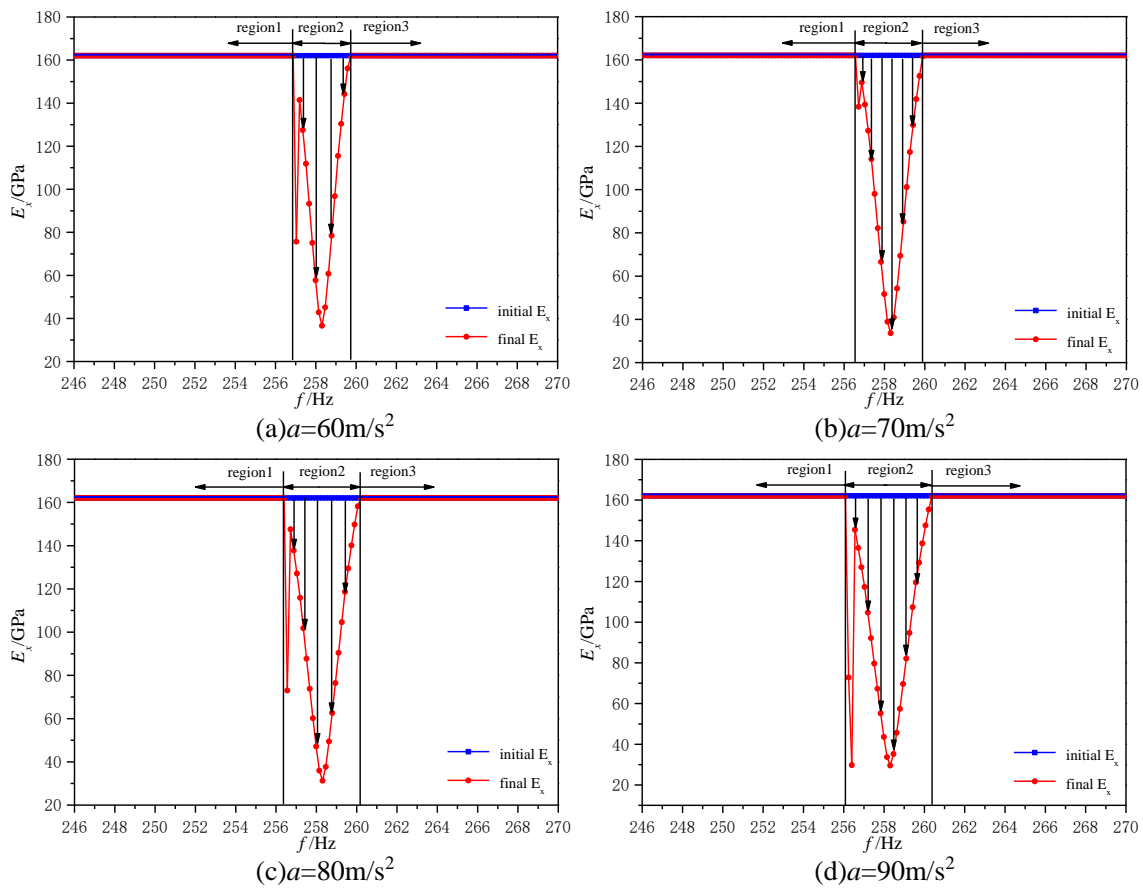 180
160
140
120
100
80
60
40
20
E_x/GPa
region1 region2 region3
initial E_x
final E_x
246 248 250 252 254 256 258 260 262 264 266 268 270
f/Hz
(a)a=60m/s²
180
160
140
120
100
80
60
40
20
E_x/GPa
region1 region2 region3
initial E_x
final E_x
246 248 250 252 254 256 258 260 262 264 266 268 270
f/Hz
(b)a=70m/s²
180
160
140
120
100
80
60
40
20
E_x/GPa
region1 region2 region3
initial E_x
final E_x
246 248 250 252 254 256 258 260 262 264 266 268 270
f/Hz
(c)a=80m/s²
180
160
140
120
100
80
60
40
20
E_x/GPa
region1 region2 region3
initial E_x
final E_x
246 248 250 252 254 256 258 260 262 264 266 268 270
f/Hz
(d)a=90m/s²